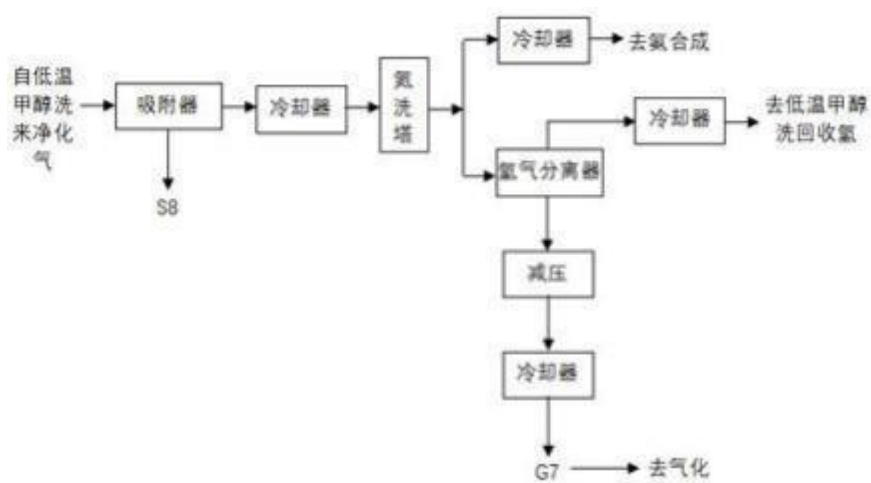 自低温
甲醇洗
来净化
气
吸附器
S8
冷却器
氮
洗
塔
冷却器
去氨合成
氢气分离器
冷却器
去低温甲醇
洗回收氢
减压
冷却器
G7
去气化